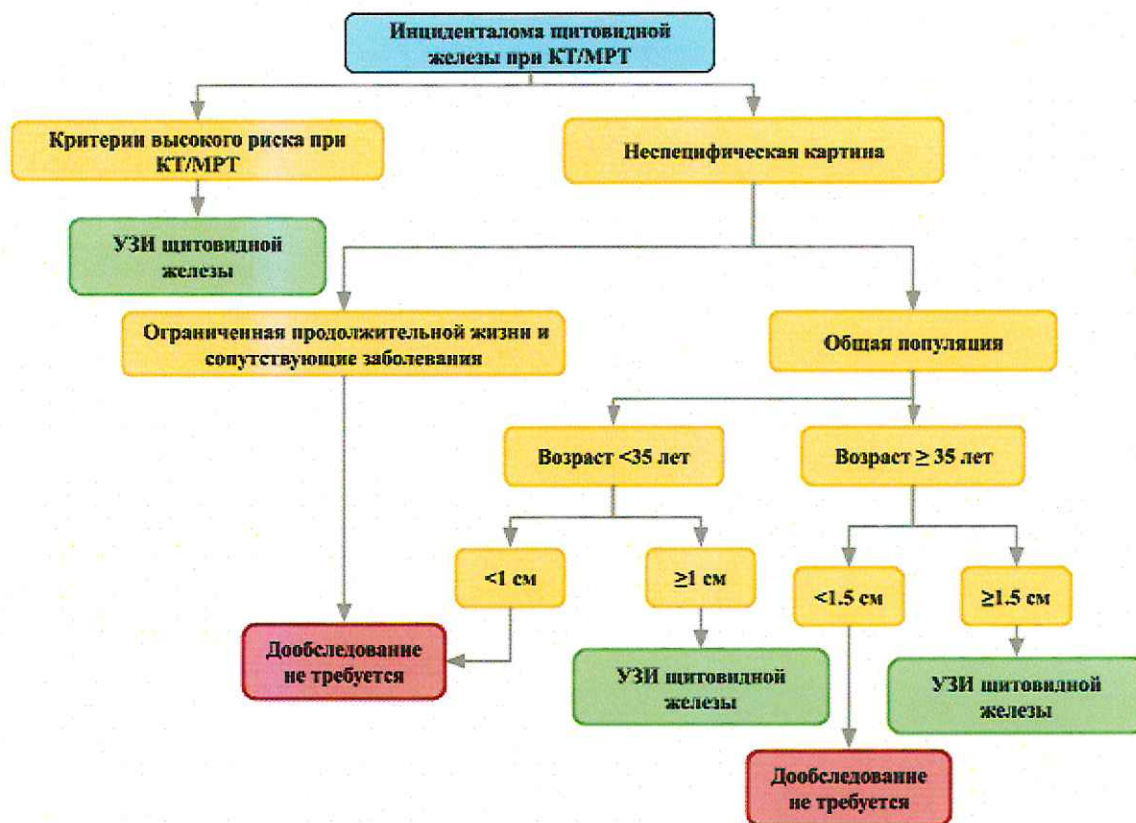 Инциденталома щитовидной
железы при КТ/МРТ
Критерии высокого риска при
КТ/МРТ
Неспецифическая картина
УЗИ щитовидной
железы
Ограниченная продолжительной жизни и
сопутствующие заболевания
Общая популяция
Возраст <35 лет
Возраст ≥ 35 лет
<1 см
≥1 см
<1.5 см
≥1.5 см
Дообследование
не требуется
УЗИ щитовидной
железы
УЗИ щитовидной
железы
Дообследование
не требуется